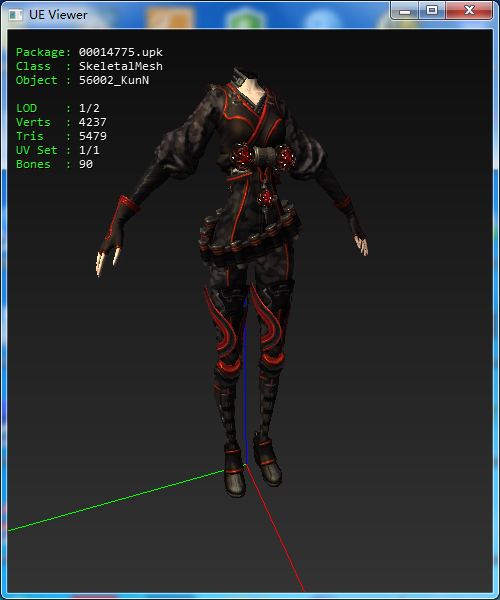 UE Viewer
Package: 00014775.upk
Class : SkeletalMesh
Object : 56002_KunN
LOD : 1/2
Verts : 4237
Tris : 5479
UV Set : 1/1
Bones : 90